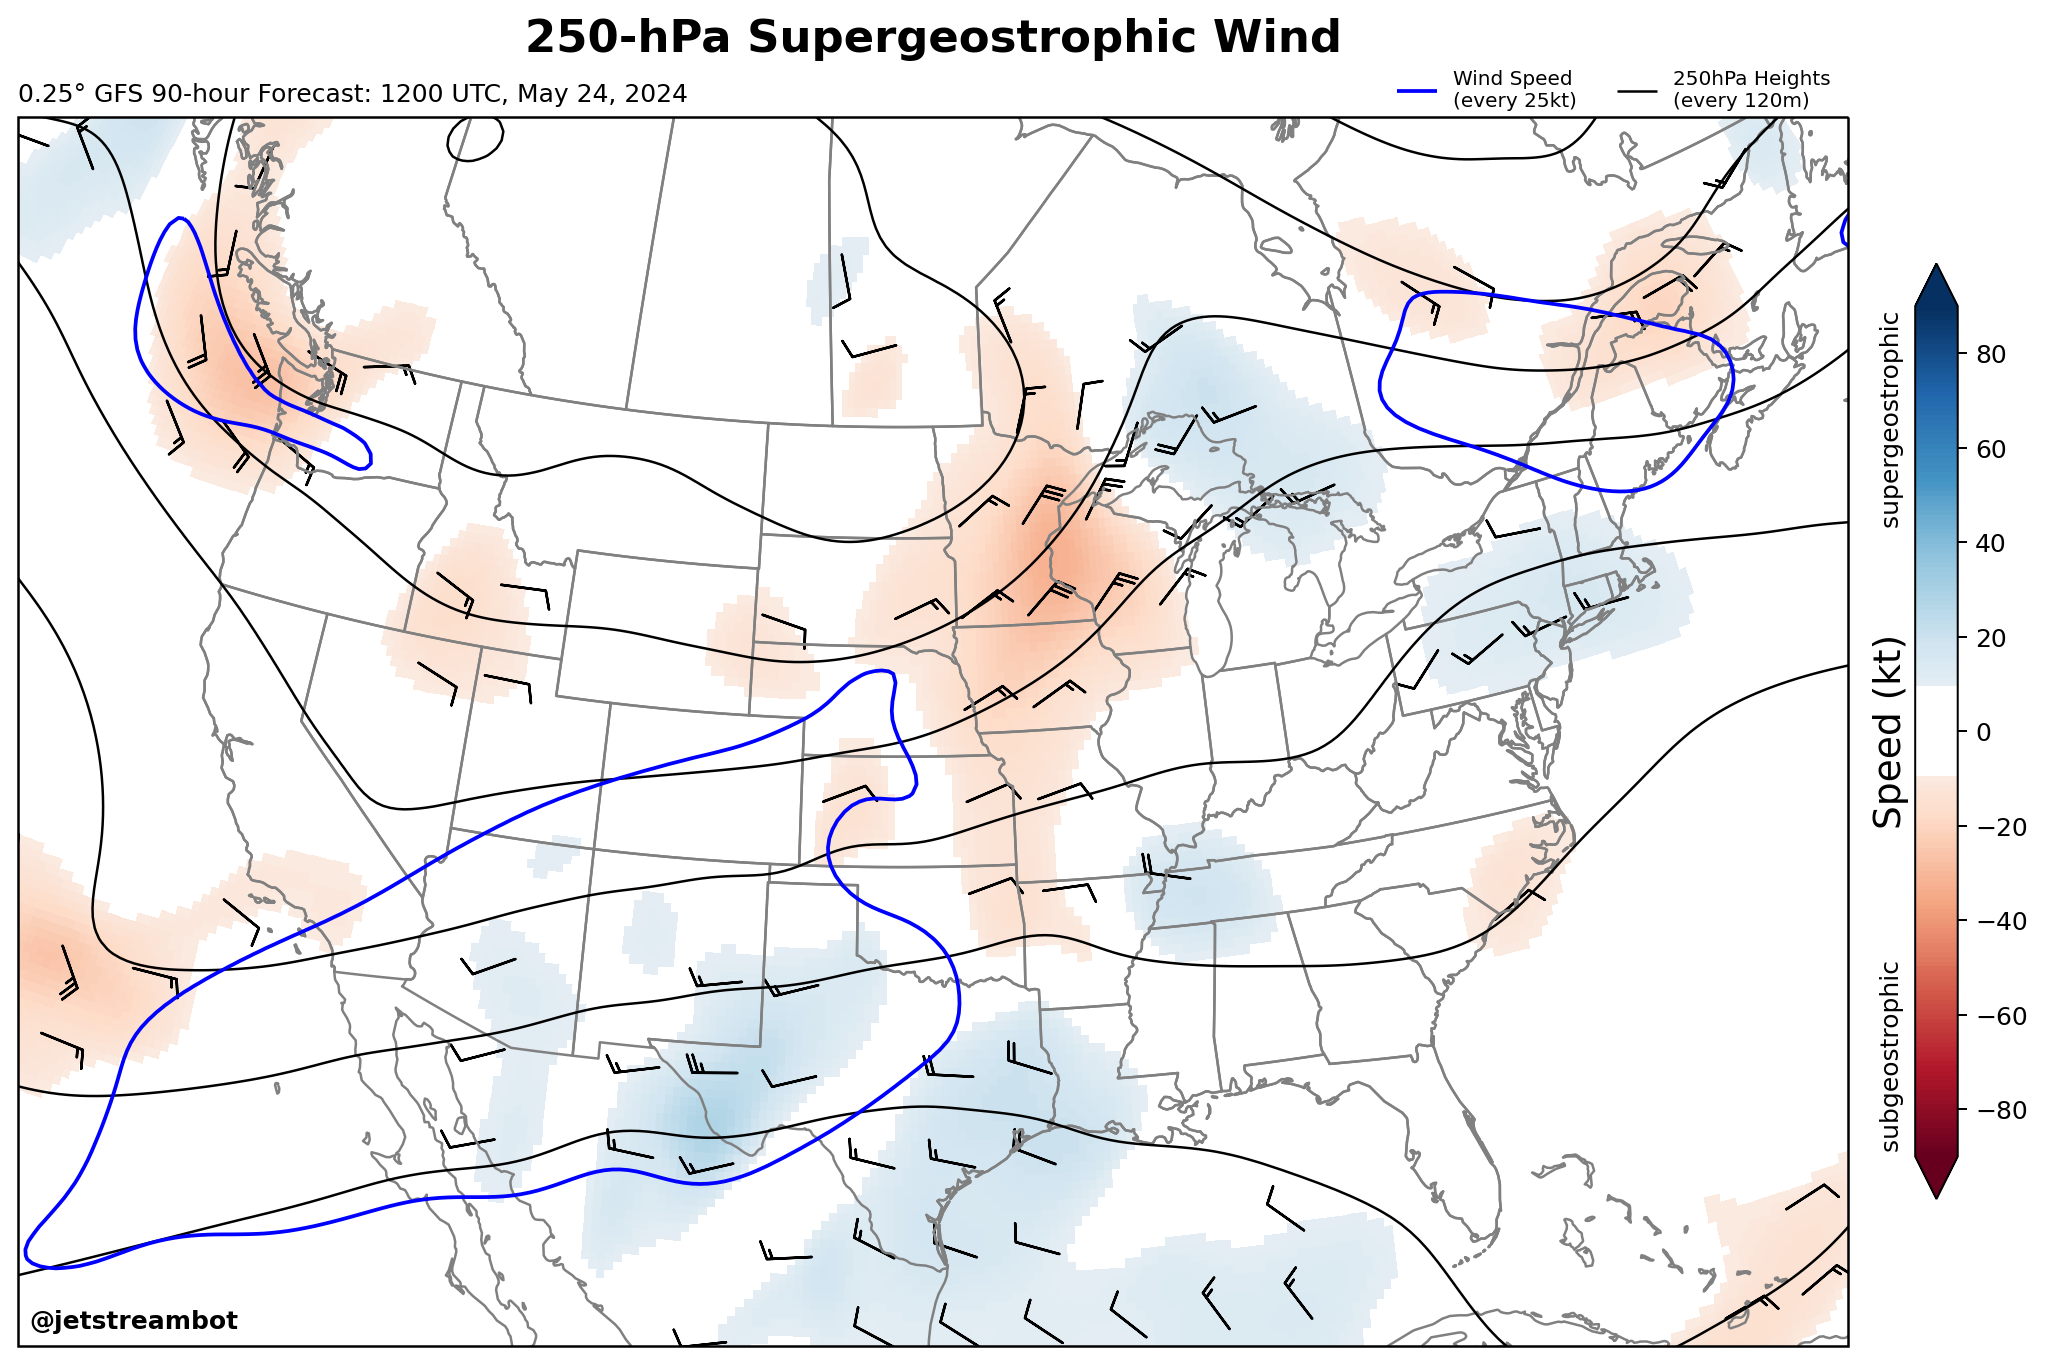 250-hPa Supergeostrophic Wind
0.25° GFS 90-hour Forecast: 1200 UTC, May 24, 2024
Wind Speed
(every 25kt)
250hPa Heights
(every 120m)
supergeostrophic
Speed (kt)
subgeostrophic
80
60
40
20
0
−20
−40
−60
−80
@jetstreambot